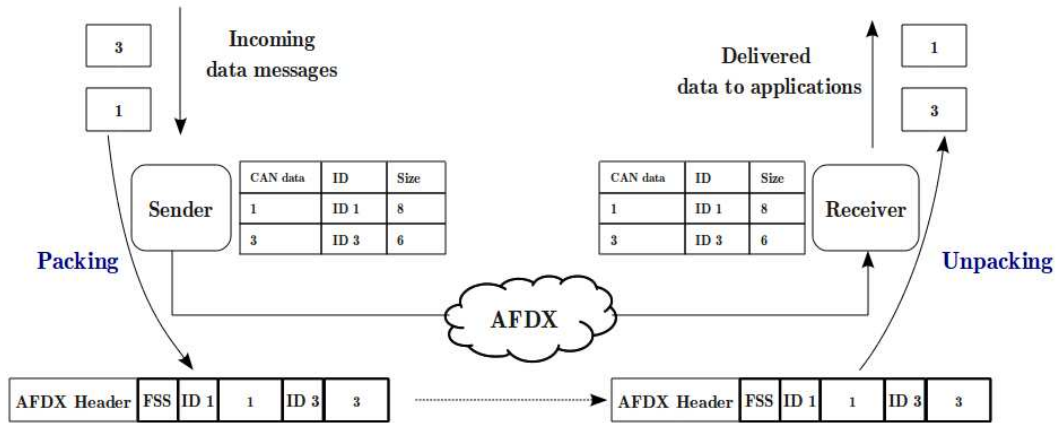 3
Incoming
data messages
1
Delivered
data to applications
1
3
Sender
CAN data ID Size
1 ID 1 8
3 ID 3 6
CAN data ID Size
1 ID 1 8
3 ID 3 6
Receiver
Packing
Unpacking
AFDX
AFDX Header FSS ID 1 1 ID 3 3
AFDX Header FSS ID 1 1 ID 3 3